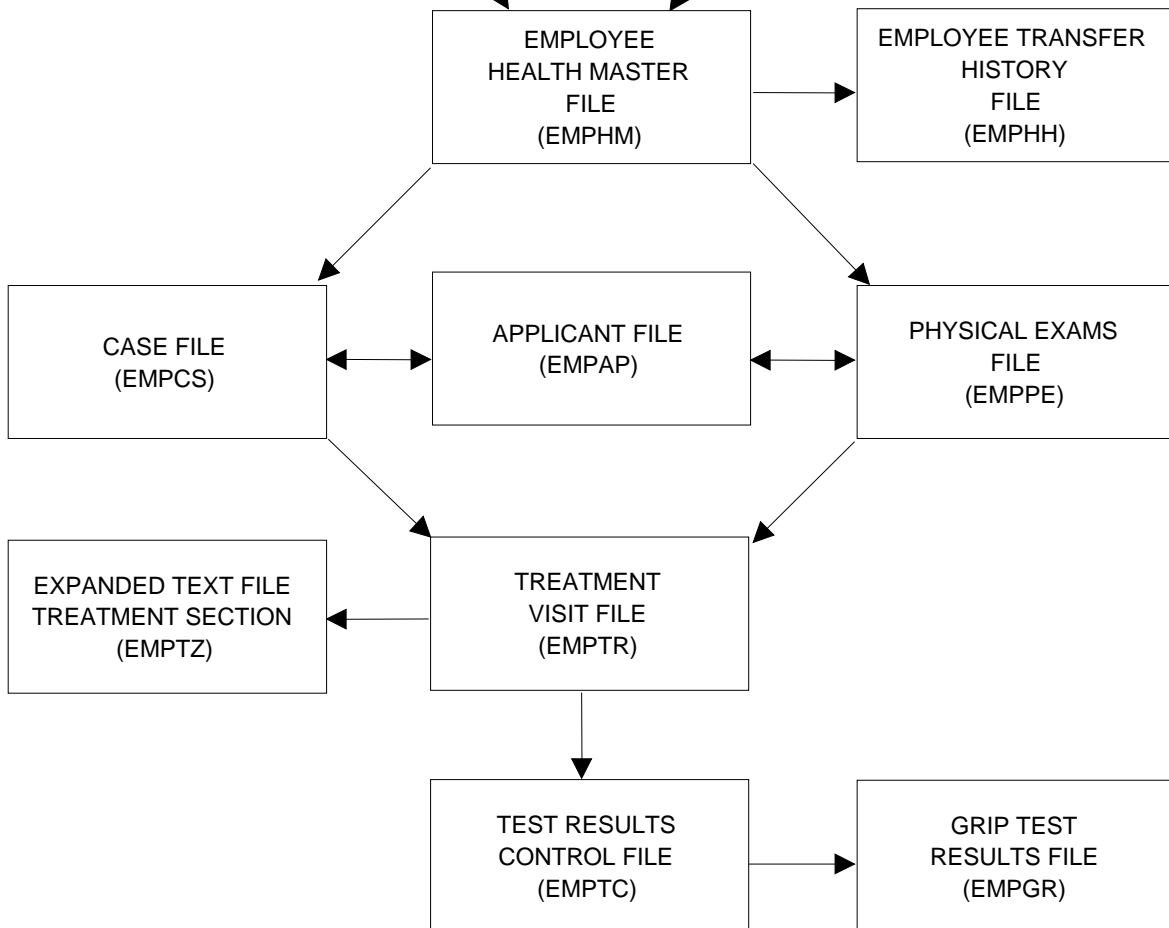 EMPLOYEE
HEALTH MASTER
FILE
(EMPHM)
EMPLOYEE TRANSFER
HISTORY
FILE
(EMPHH)
CASE FILE
(EMPCS)
APPLICANT FILE
(EMPAP)
PHYSICAL EXAMS
FILE
(EMPPE)
EXPANDED TEXT FILE
TREATMENT SECTION
(EMPTZ)
TREATMENT
VISIT FILE
(EMPTR)
TEST RESULTS
CONTROL FILE
(EMPTC)
GRIP TEST
RESULTS FILE
(EMPGR)